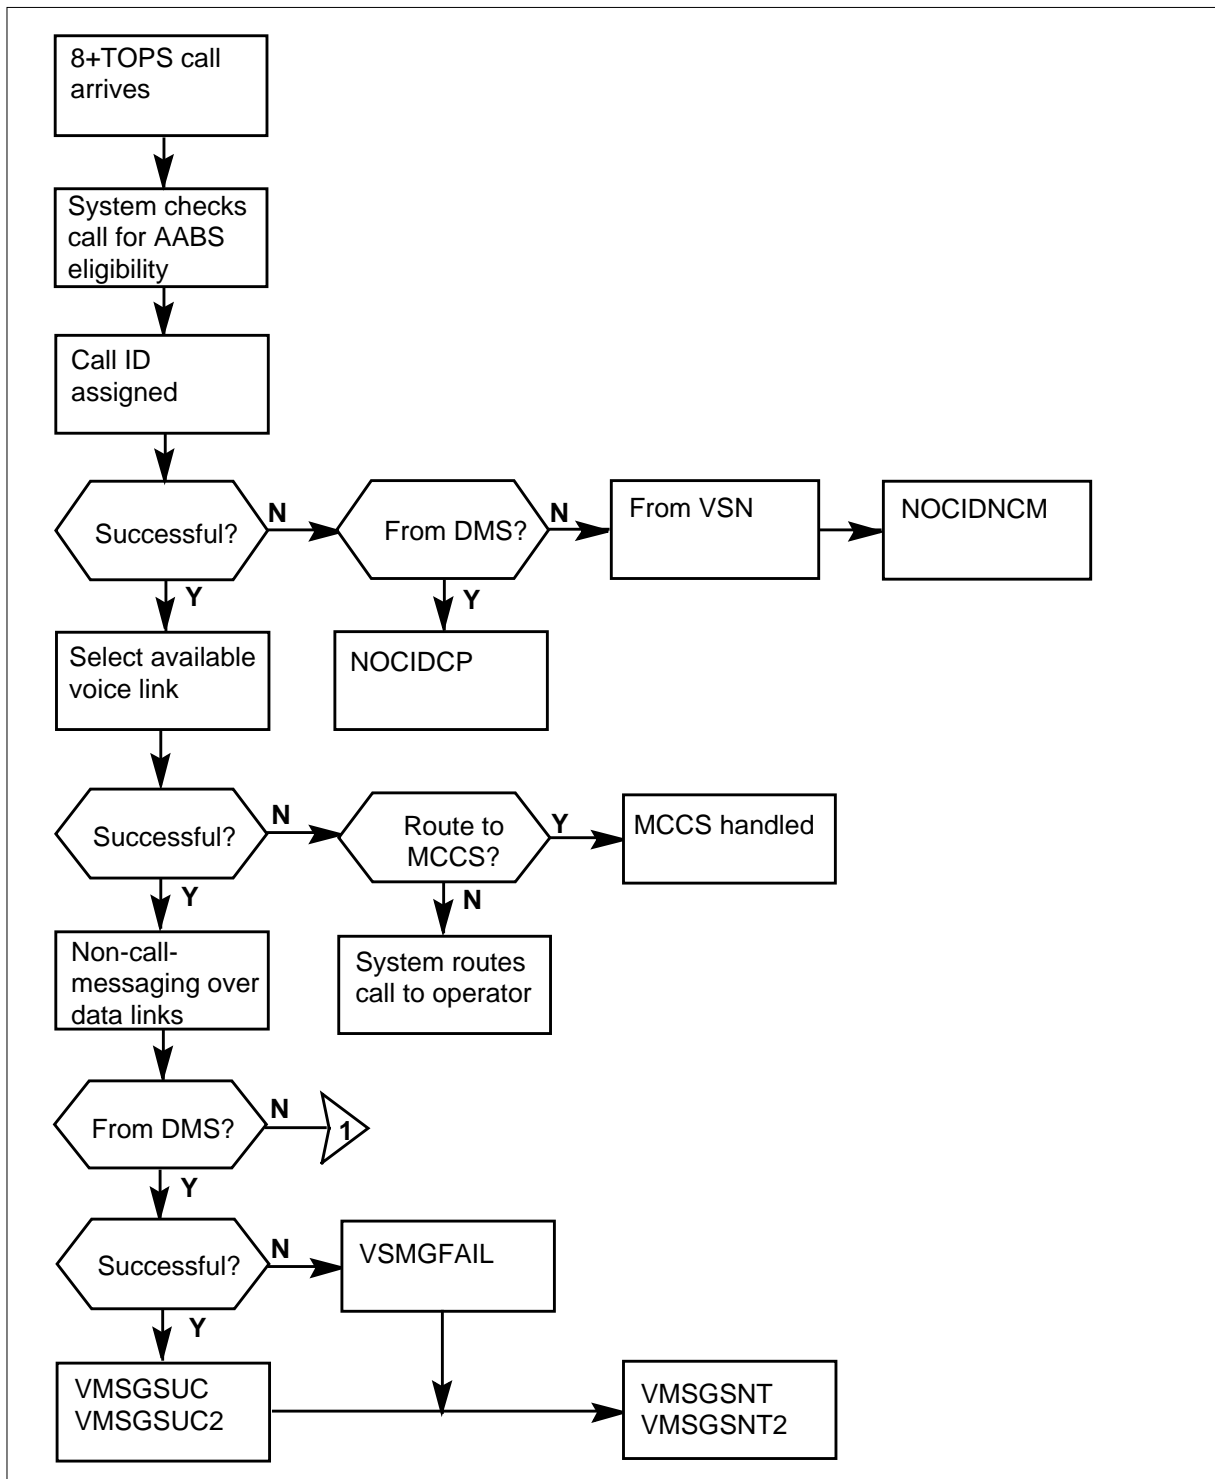 8+TOPS call
arrives
System checks
call for AABS
eligibility
Call ID
assigned
Successful?
N
From DMS?
N
From VSN
NOCIDNCM
Y
Y
Select available
voice link
NOCIDCP
Successful?
N
Route to
MCCS?
Y
MCCS handled
Y
N
Non-call-
messaging over
data links
System routes
call to operator
From DMS?
N
1
Y
Successful?
N
VSMGFAIL
Y
VMSGSUC
VMSGSUC2
VMSGSNT
VMSGSNT2